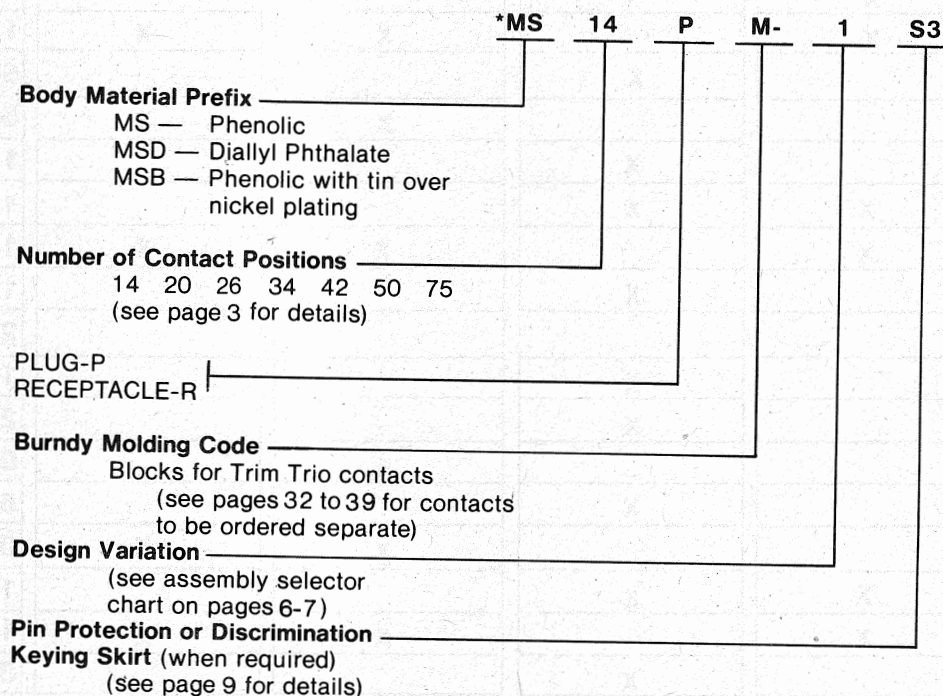 *MS 14 P M- 1 S3
Body Material Prefix
MS — Phenolic
MSD — Diallyl Phthalate
MSB — Phenolic with tin over
nickel plating
Number of Contact Positions
14 20 26 34 42 50 75
(see page 3 for details)
PLUG-P
RECEPTACLE-R
Burndy Molding Code
Blocks for Trim Trio contacts
(see pages 32 to 39 for contacts
to be ordered separate)
Design Variation
(see assembly selector
chart on pages 6-7)
Pin Protection or Discrimination
Keying Skirt (when required)
(see page 9 for details)